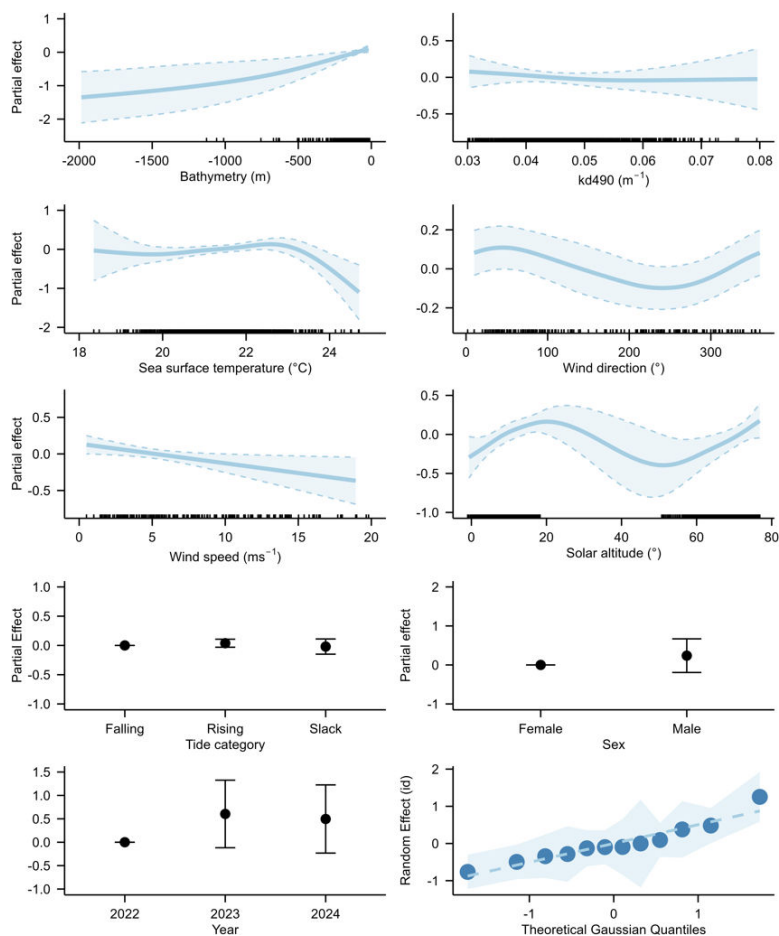 1
0
-1
-2
Partial effect
-2000 -1500 -1000 -500 0
Bathymetry (m)
0.5
0.0
-0.5
0.03 0.04 0.05 0.06 0.07 0.08
kd490 (m⁻¹)
1
0
-1
-2
Partial effect
18 20 22 24
Sea surface temperature (°C)
0.2
0.0
-0.2
0 100 200 300
Wind direction (°)
0.5
0.0
-0.5
Partial effect
0 5 10 15 20
Wind speed (ms⁻¹)
0.5
0.0
-0.5
-1.0
0 20 40 60 80
Solar altitude (°)
1.0
0.5
0.0
-0.5
-1.0
Partial Effect
Falling Rising Slack
Tide category
2
1
0
-1
Partial effect
Female Male
Sex
1.5
1.0
0.5
0.0
-0.5
-1.0
Partial effect
2022 2023 2024
Year
2
1
0
-1
Random Effect (id)
-1 0 1
Theoretical Gaussian Quantiles